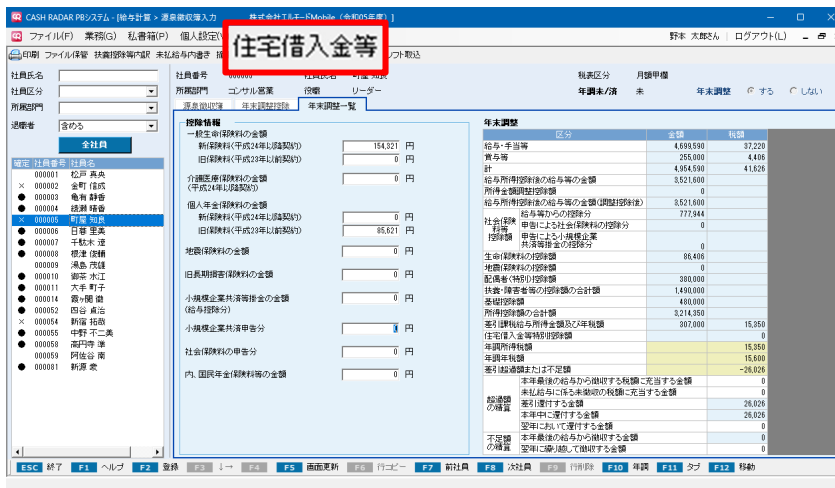 CASH RADAR PBシステム - [給与計算 > 源泉徴収簿入力 株式会社エルモードMobile (令和05年度) ]
ファイル(F) 業務(G) 私書箱(P) 個人設定 野本 太郎さん ログアウト(L)
印刷 ファイル保管 扶養控除等内訳 未払給与内書き ソフト取込
住宅借入金等
社員氏名
社員区分
所属部門
退職者 含める
全社員
確定 社員番号 社員名
000001 松戸 真央
× 000002 金町 信成
● 000003 亀有 静香
● 000004 綾瀬 晴香
× 000005 町屋 知良
● 000006 日暮 里美
● 000007 千駄木 遼
● 000008 根津 俊輔
000009 湯島 茂雄
● 000010 御茶 水江
● 000011 大手 町子
● 000014 霞ヶ関 徹
● 000052 四谷 貞治
× 000054 新宿 拓哉
● 000055 中野 不二美
● 000058 高円寺 準
000059 阿佐谷 南
● 000081 新源 衆
社員番号 000005 社員氏名 町屋 知良 税表区分 月額甲欄
所属部門 コンサル営業 役職 リーダー 年調未/済 未 年末調整 する しない
源泉徴収簿 年末調整控除 年末調整一覧
控除情報
一般生命保険料の金額
新保険料(平成24年以降契約) 154,321 円
旧保険料(平成23年以前契約) 0 円
介護医療保険料の金額 0 円
(平成24年以降契約)
個人年金保険料の金額
新保険料(平成24年以降契約) 0 円
旧保険料(平成23年以前契約) 85,621 円
地震保険料の金額 0 円
旧長期損害保険料の金額 0 円
小規模企業共済等掛金の金額 0 円
(給与控除分)
小規模企業共済申告分 0 円
社会保険料の申告分 0 円
内、国民年金保険料等の金額 0 円
年末調整
区分 金額 税額
給与・手当等 4,699,590 37,220
賞与等 255,000 4,406
計 4,954,590 41,626
給与所得控除後の給与等の金額 3,521,600
所得金額調整控除額 0
給与所得控除後の給与等の金額(調整控除後) 3,521,600
社会保険料等控除額
給与等からの控除分 777,944
申告による社会保険料の控除分 0
申告による小規模企業共済等掛金の控除分 0
生命保険料の控除額 86,406
地震保険料の控除額 0
配偶者(特別)控除額 380,000
扶養・障害者等の控除額の合計額 1,490,000
基礎控除額 480,000
所得控除額の合計額 3,214,350
差引課税給与所得金額及び年税額 307,000 15,350
住宅借入金等特別控除額 0
年調所得税額 15,350
年調年税額 15,600
差引超過額または不足額 -26,026
超過額の精算
本年最後の給与から徴収する税額に充当する金額 0
未払給与に係る未徴収の税額に充当する金額 0
差引還付する金額 26,026
本年中に還付する金額 26,026
翌年において還付する金額 0
不足額の精算
本年最後の給与から徴収する金額 0
翌年に繰り越して徴収する金額 0
ESC 終了 F1 ヘルプ F2 登録 F3 ↓→ F4 F5 画面更新 F6 行コピー F7 前社員 F8 次社員 F9 行削除 F10 年調 F11 タブ F12 移動